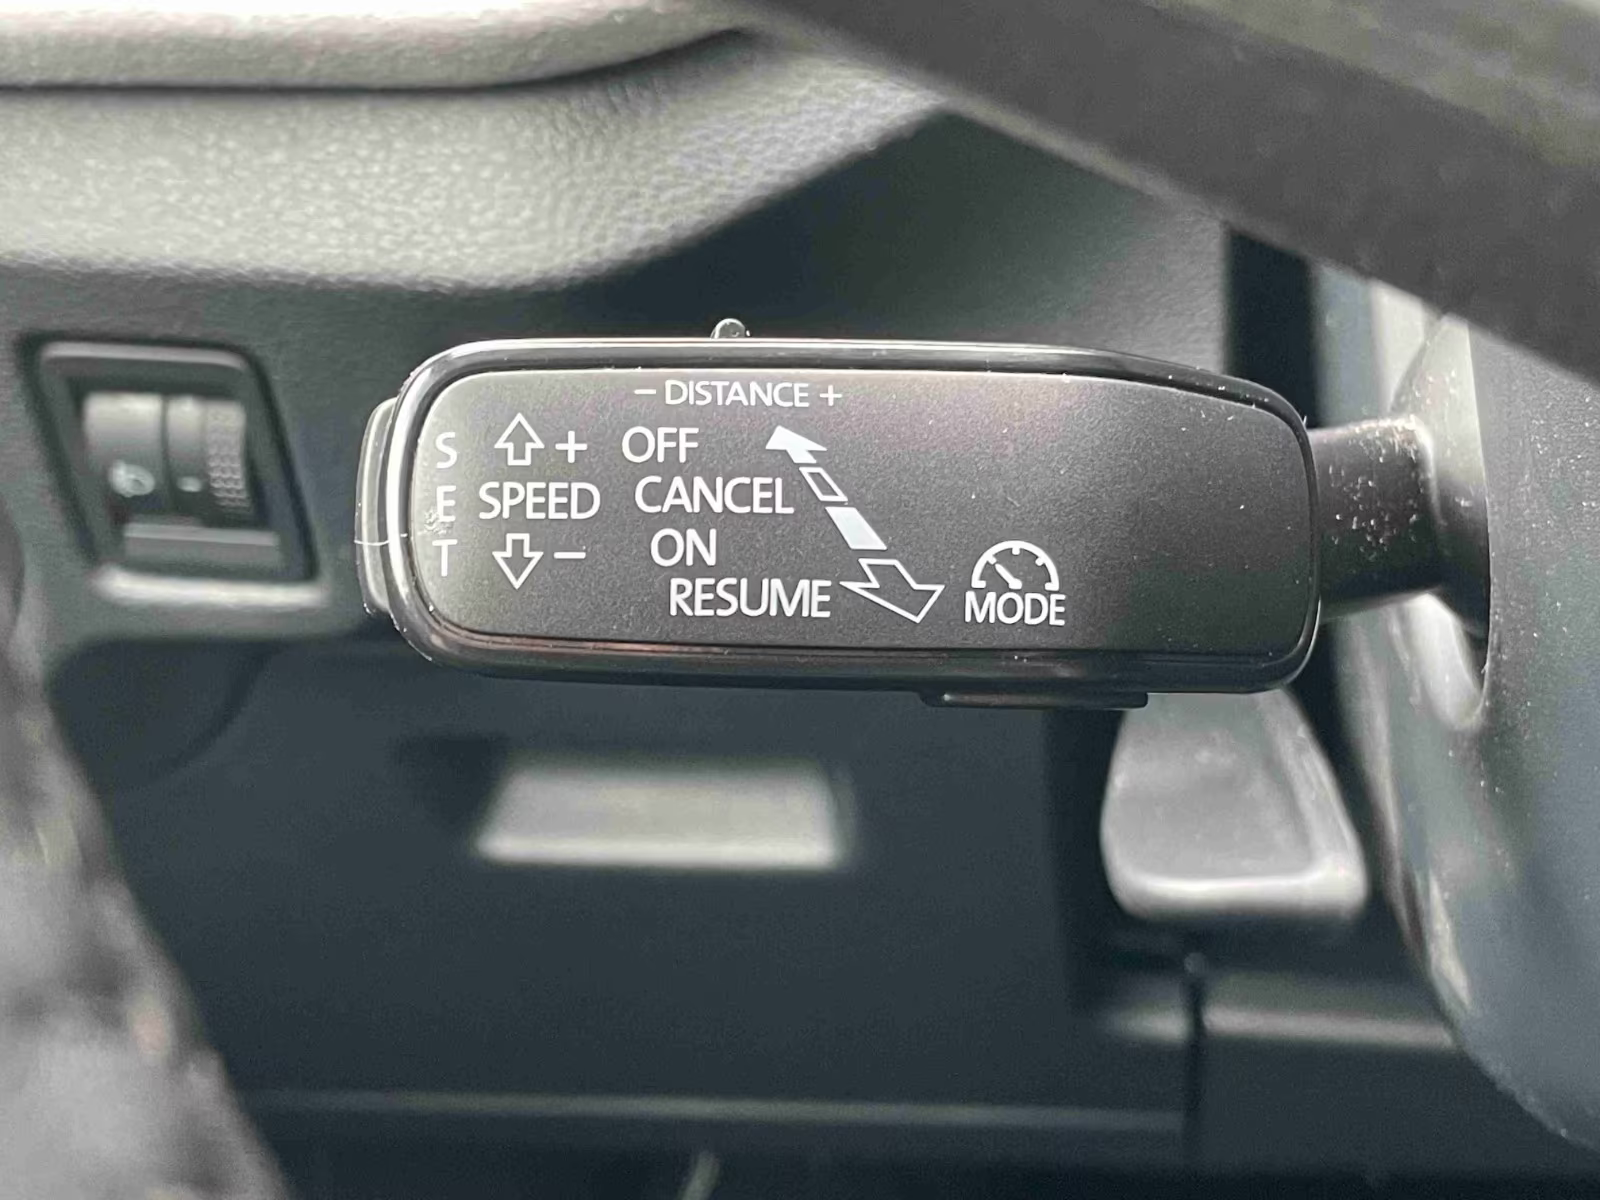 − DISTANCE +
S + OFF
E SPEED CANCEL
T − ON
RESUME MODE